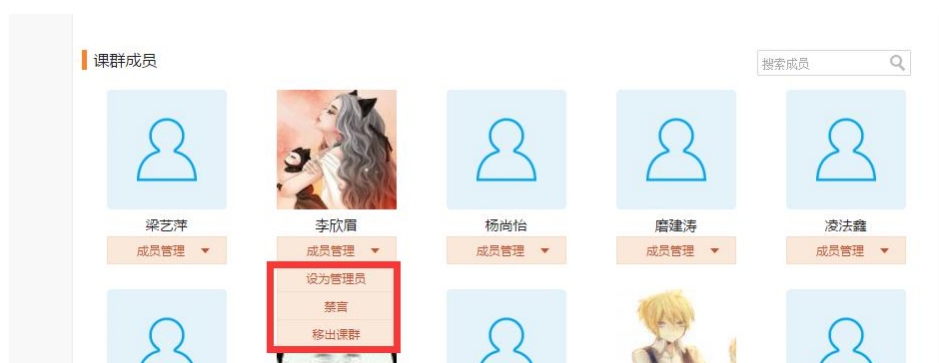 课群成员
搜索成员
梁艺萍
李欣眉
杨尚怡
磨建涛
凌法鑫
成员管理
成员管理
成员管理
成员管理
成员管理
设为管理员
禁言
移出课群